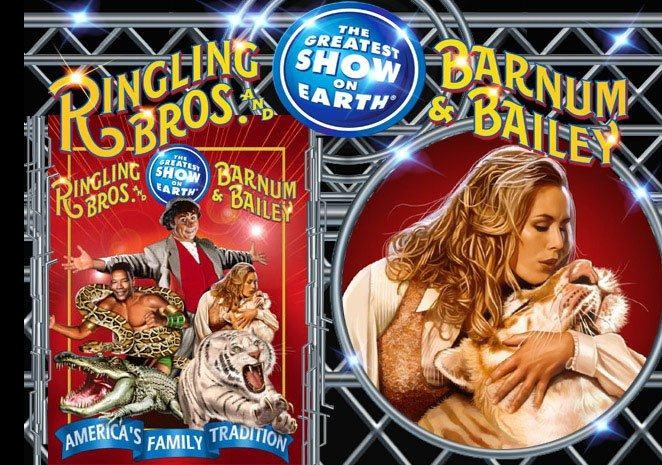 THE
GREATEST
SHOW
ON
EARTH®
RINGLING
BROS. AND
BARNUM
& BAILEY
THE
GREATEST
SHOW
ON
EARTH®
RINGLING
BROS. AND
BARNUM
& BAILEY
AMERICA'S FAMILY TRADITION